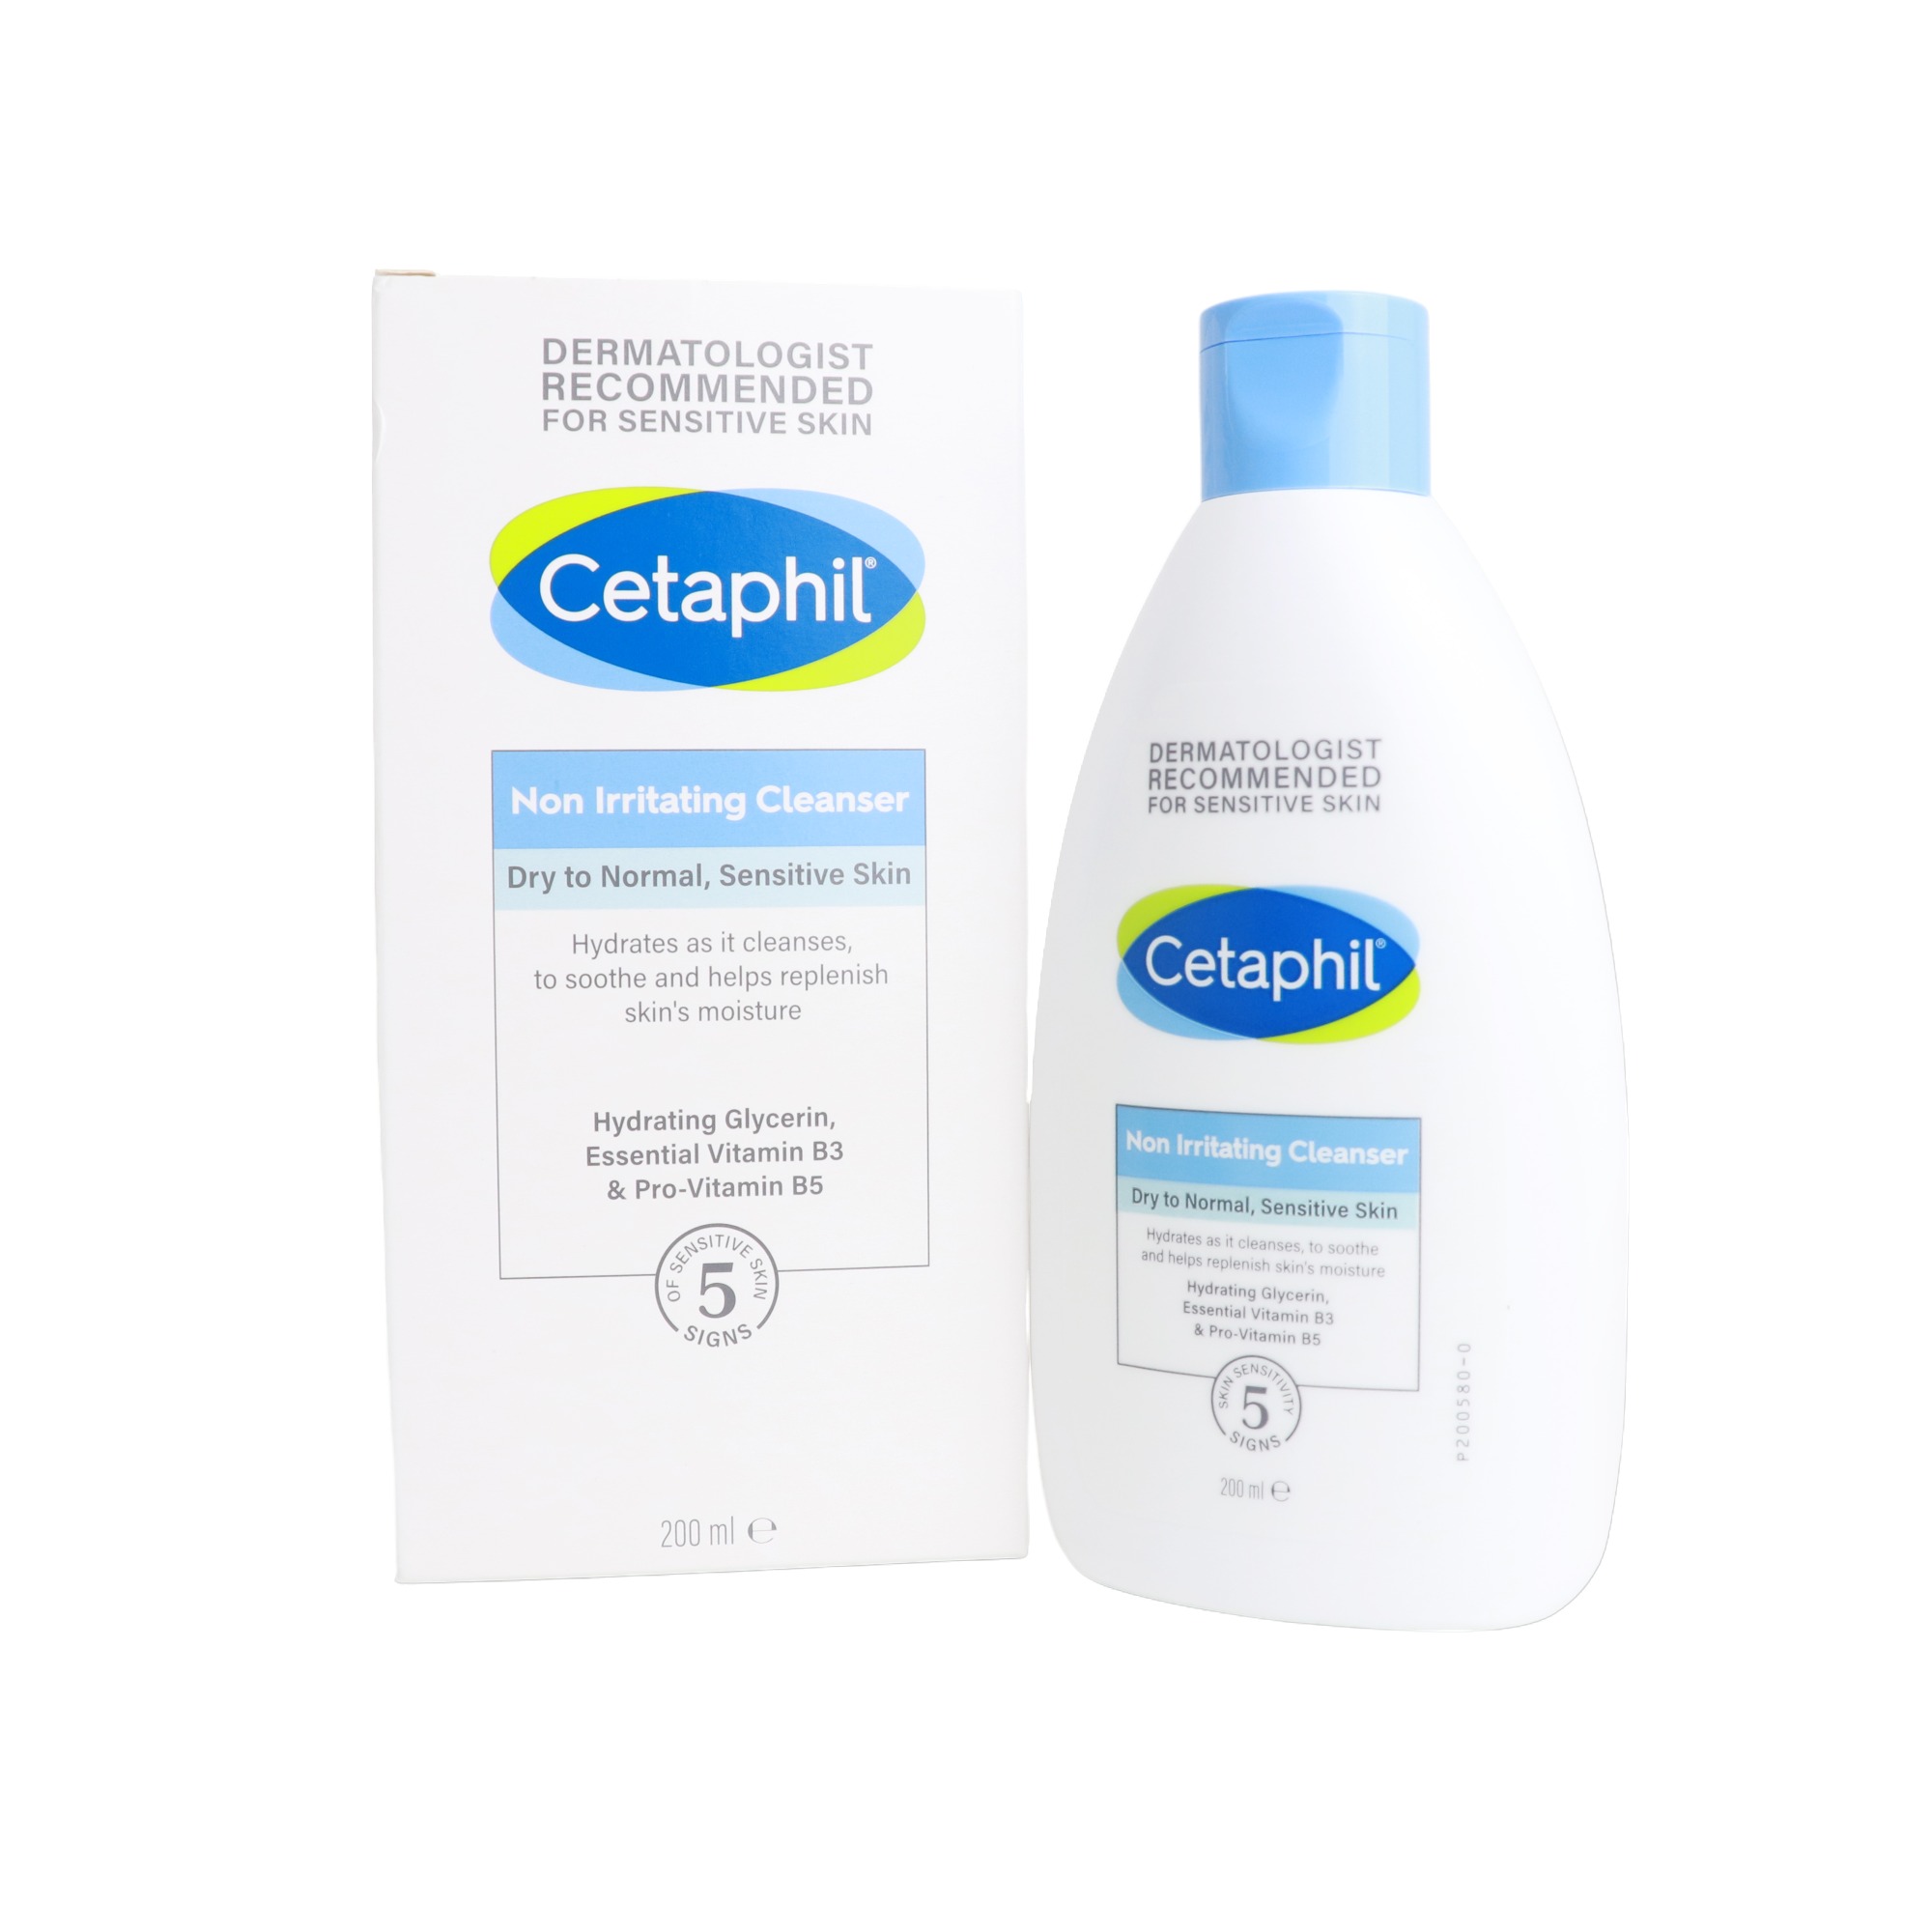 DERMATOLOGIST
RECOMMENDED
FOR SENSITIVE SKIN
Cetaphil®
Non Irritating Cleanser
Dry to Normal, Sensitive Skin
Hydrates as it cleanses,
to soothe and helps replenish
skin's moisture
Hydrating Glycerin,
Essential Vitamin B3
& Pro-Vitamin B5
OF SENSITIVE SKIN
5
SIGNS
200 ml ℮
DERMATOLOGIST
RECOMMENDED
FOR SENSITIVE SKIN
Cetaphil®
Non Irritating Cleanser
Dry to Normal, Sensitive Skin
Hydrates as it cleanses, to soothe
and helps replenish skin's moisture
Hydrating Glycerin,
Essential Vitamin B3
& Pro-Vitamin B5
SKIN SENSITIVITY
5
SIGNS
200 ml ℮
P200580-0